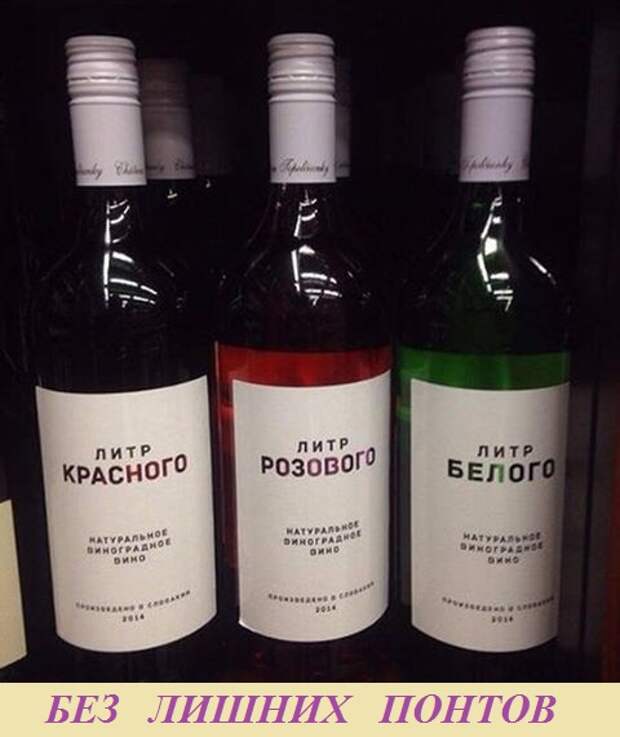 Topolčianky
ЛИТР
КРАСНОГО
НАТУРАЛЬНОЕ
ВИНОГРАДНОЕ
ВИНО
ПРОИЗВЕДЕНО В СЛОВАКИИ
2014
ЛИТР
РОЗОВОГО
НАТУРАЛЬНОЕ
ВИНОГРАДНОЕ
ВИНО
ПРОИЗВЕДЕНО В СЛОВАКИИ
2014
ЛИТР
БЕЛОГО
НАТУРАЛЬНОЕ
ВИНОГРАДНОЕ
ВИНО
ПРОИЗВЕДЕНО В СЛОВАКИИ
2014
БЕЗ ЛИШНИХ ПОНТОВ